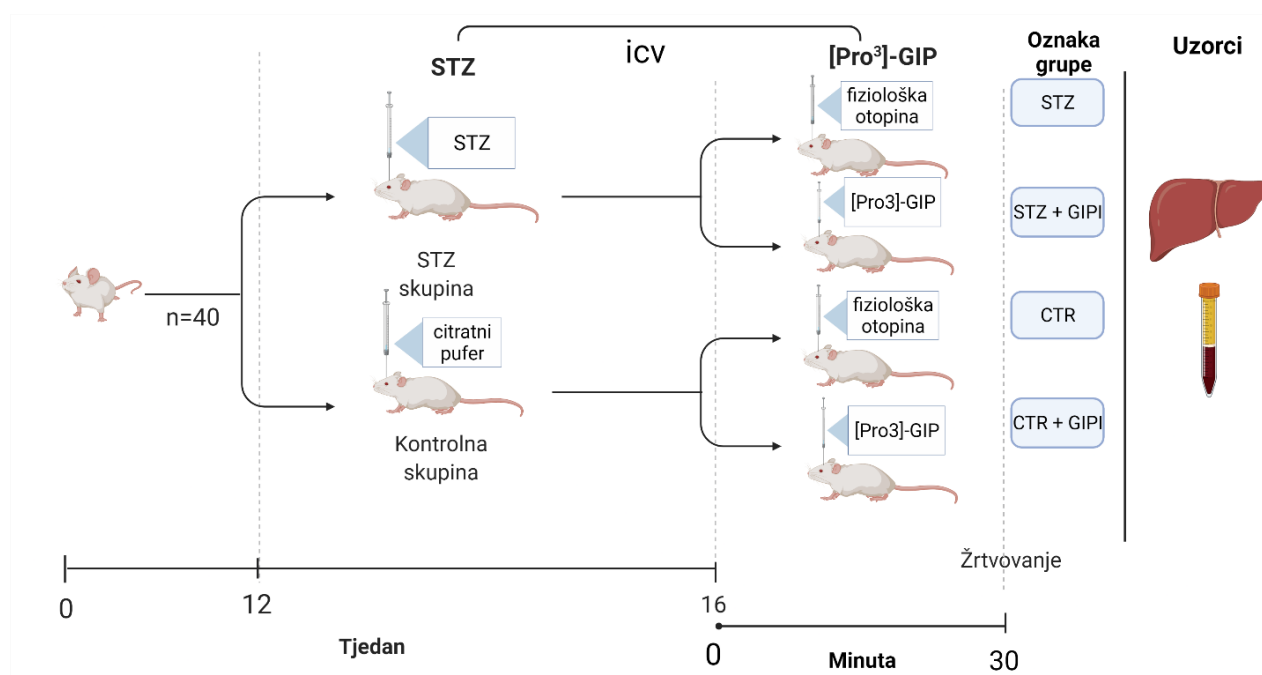 icv
STZ
[Pro³]-GIP
Oznaka
grupe
Uzorci
STZ
fiziološka
otopina
STZ
[Pro3]-GIP
STZ + GIPI
STZ
skupina
n=40
citratni
pufer
fiziološka
otopina
CTR
Kontrolna
skupina
[Pro3]-GIP
CTR + GIPI
Žrtvovanje
0
12
16
Tjedan
0
Minuta
30